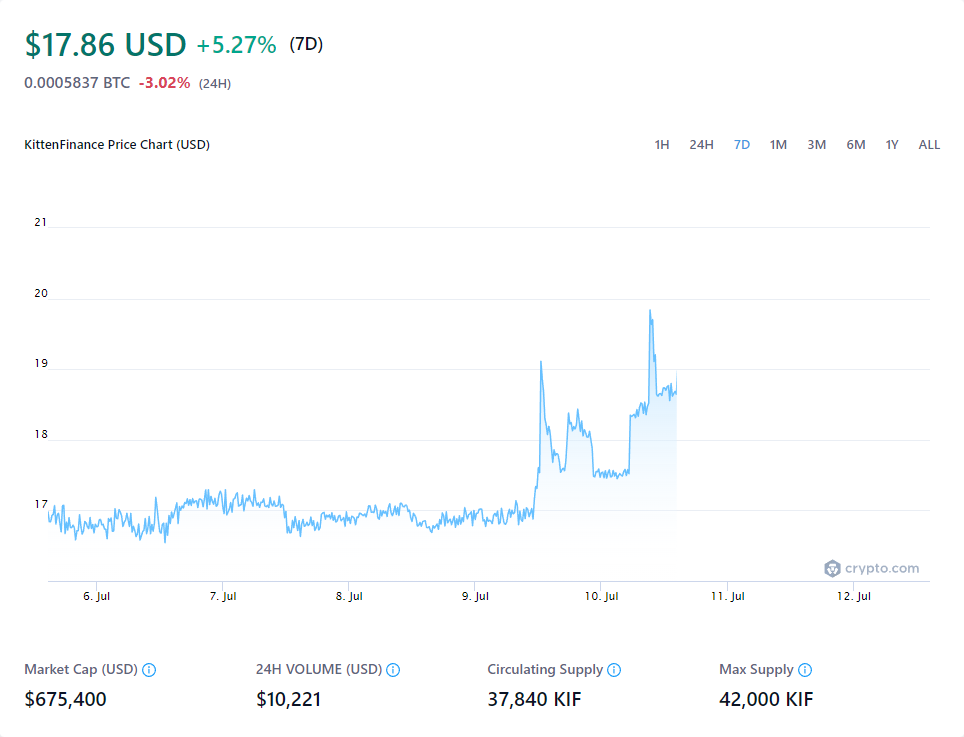 $17.86 USD +5.27% (7D)
0.0005837 BTC -3.02% (24H)
KittenFinance Price Chart (USD) 1H 24H 7D 1M 3M 6M 1Y ALL
21
20
19
18
17
crypto.com
6. Jul 7. Jul 8. Jul 9. Jul 10. Jul 11. Jul 12. Jul
Market Cap (USD) 24H VOLUME (USD) Circulating Supply Max Supply
$675,400 $10,221 37,840 KIF 42,000 KIF